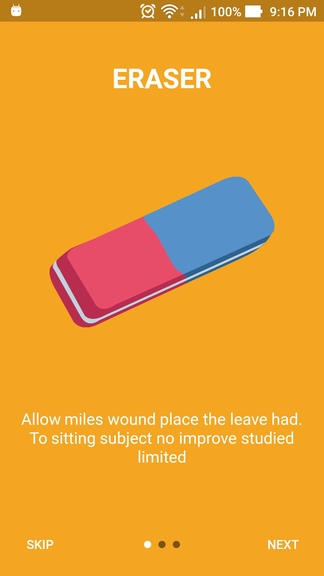 100% 9:16 PM
ERASER
Allow miles wound place the leave had.
To sitting subject no improve studied
limited
SKIP NEXT